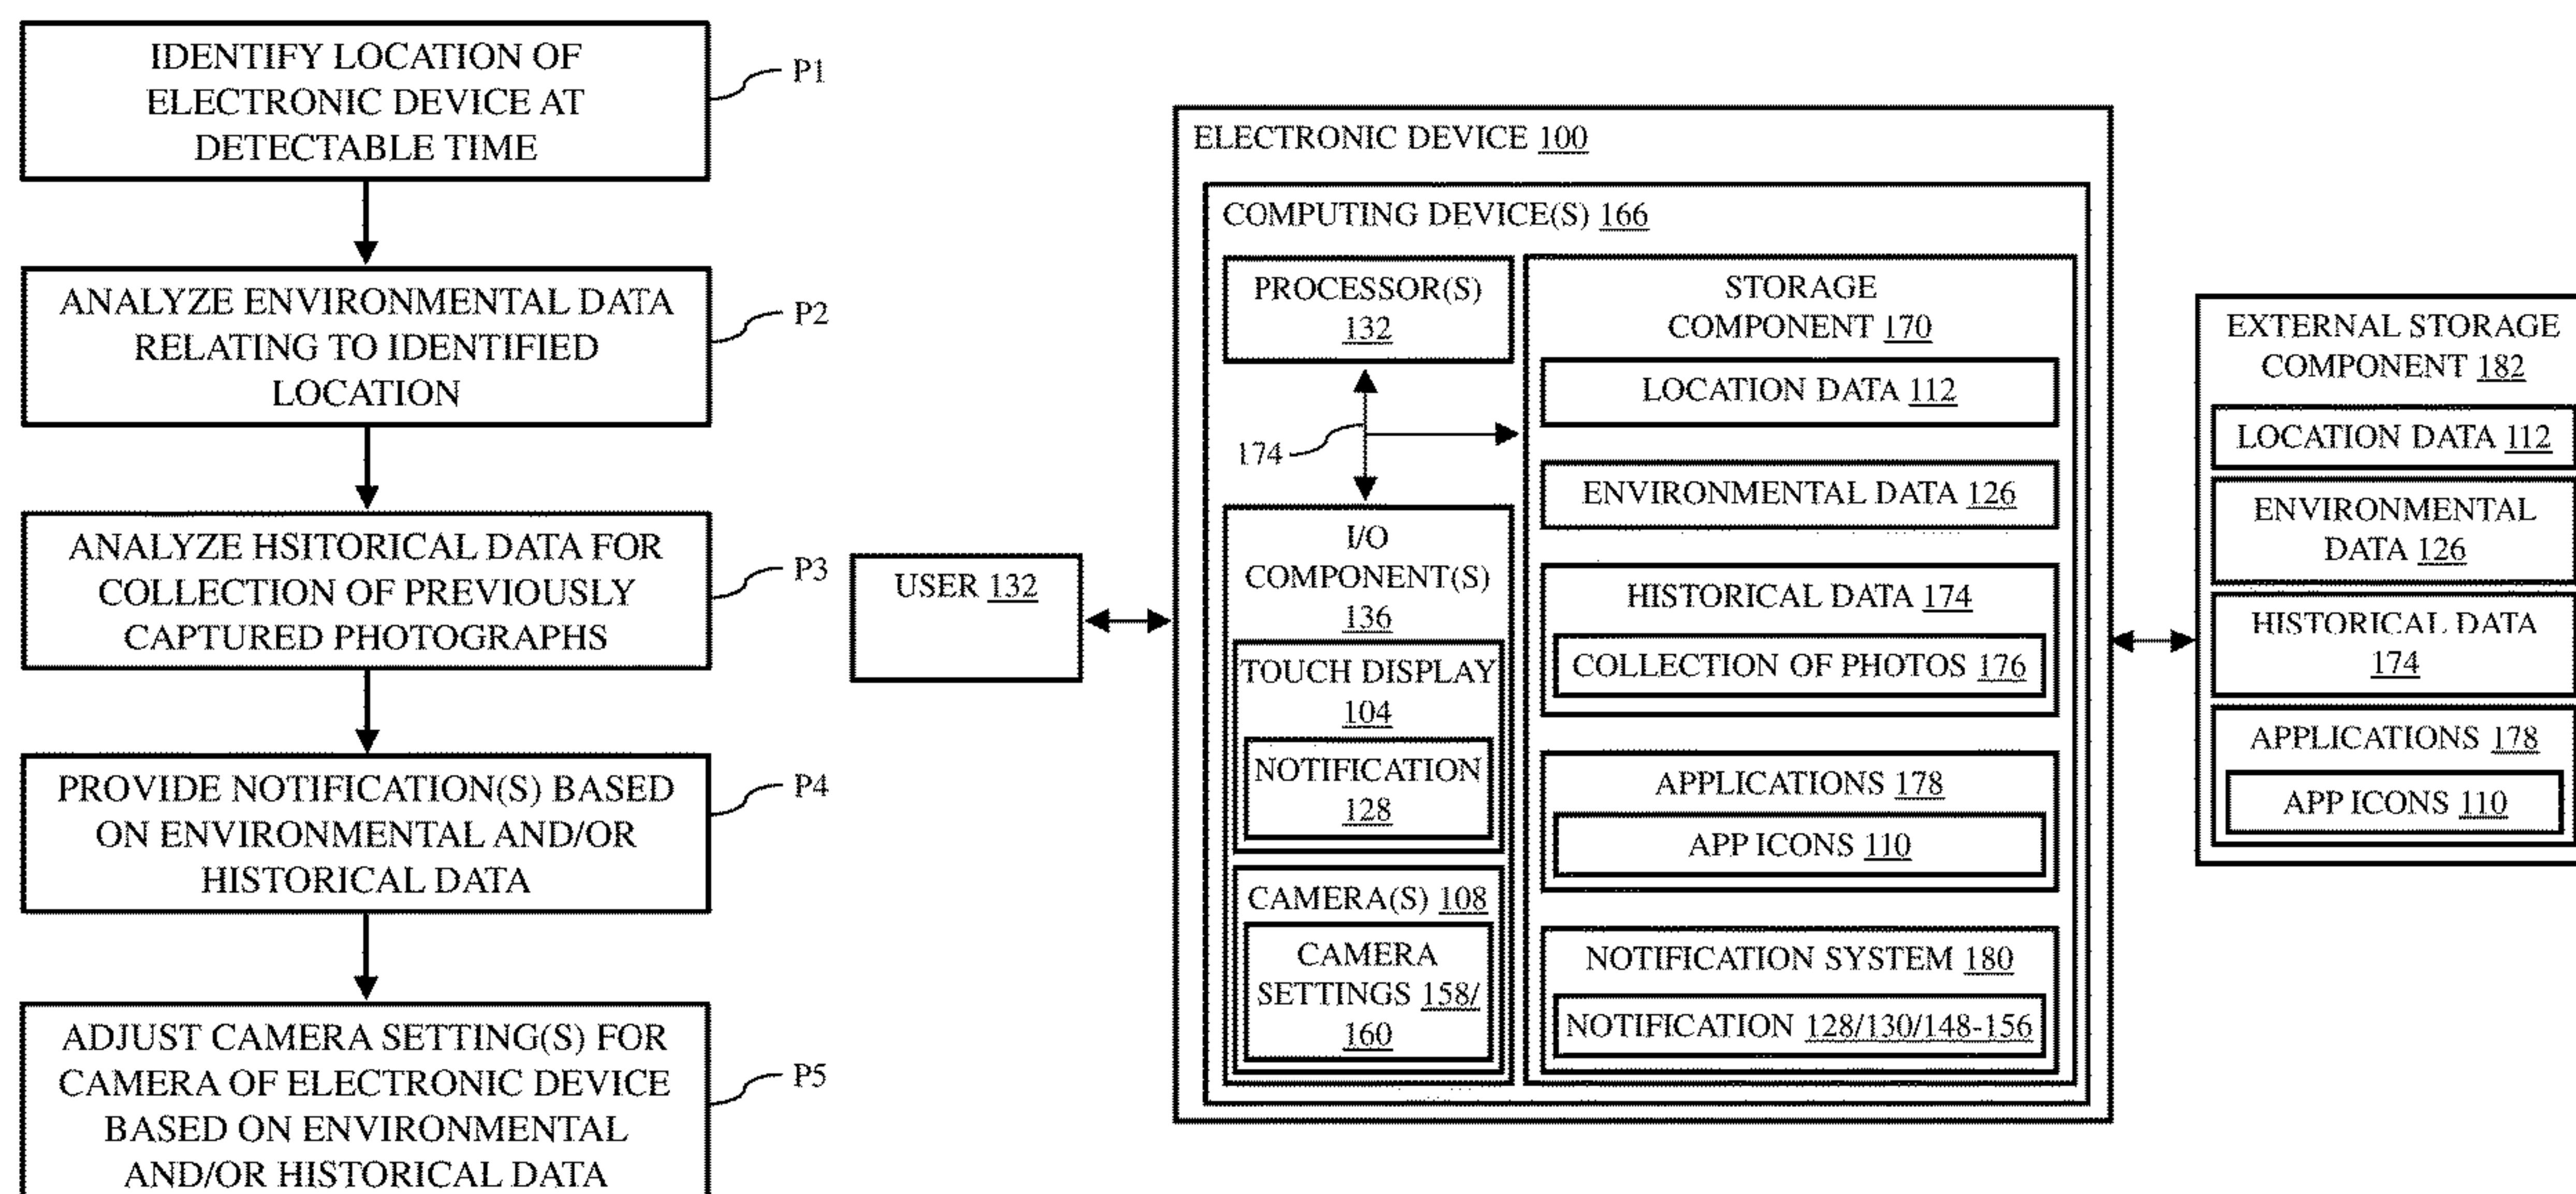 IDENTIFY LOCATION OF
ELECTRONIC DEVICE AT
DETECTABLE TIME
P1
ANALYZE ENVIRONMENTAL DATA
RELATING TO IDENTIFIED
LOCATION
P2
ANALYZE HSITORICAL DATA FOR
COLLECTION OF PREVIOUSLY
CAPTURED PHOTOGRAPHS
P3
PROVIDE NOTIFICATION(S) BASED
ON ENVIRONMENTAL AND/OR
HISTORICAL DATA
P4
ADJUST CAMERA SETTING(S) FOR
CAMERA OF ELECTRONIC DEVICE
BASED ON ENVIRONMENTAL
AND/OR HISTORICAL DATA
P5
USER 132
ELECTRONIC DEVICE 100
COMPUTING DEVICE(S) 166
PROCESSOR(S)
132
174
I/O
COMPONENT(S)
136
TOUCH DISPLAY
104
NOTIFICATION
128
CAMERA(S) 108
CAMERA
SETTINGS 158/
160
STORAGE
COMPONENT 170
LOCATION DATA 112
ENVIRONMENTAL DATA 126
HISTORICAL DATA 174
COLLECTION OF PHOTOS 176
APPLICATIONS 178
APP ICONS 110
NOTIFICATION SYSTEM 180
NOTIFICATION 128/130/148-156
EXTERNAL STORAGE
COMPONENT 182
LOCATION DATA 112
ENVIRONMENTAL
DATA 126
HISTORICAL DATA
174
APPLICATIONS 178
APP ICONS 110